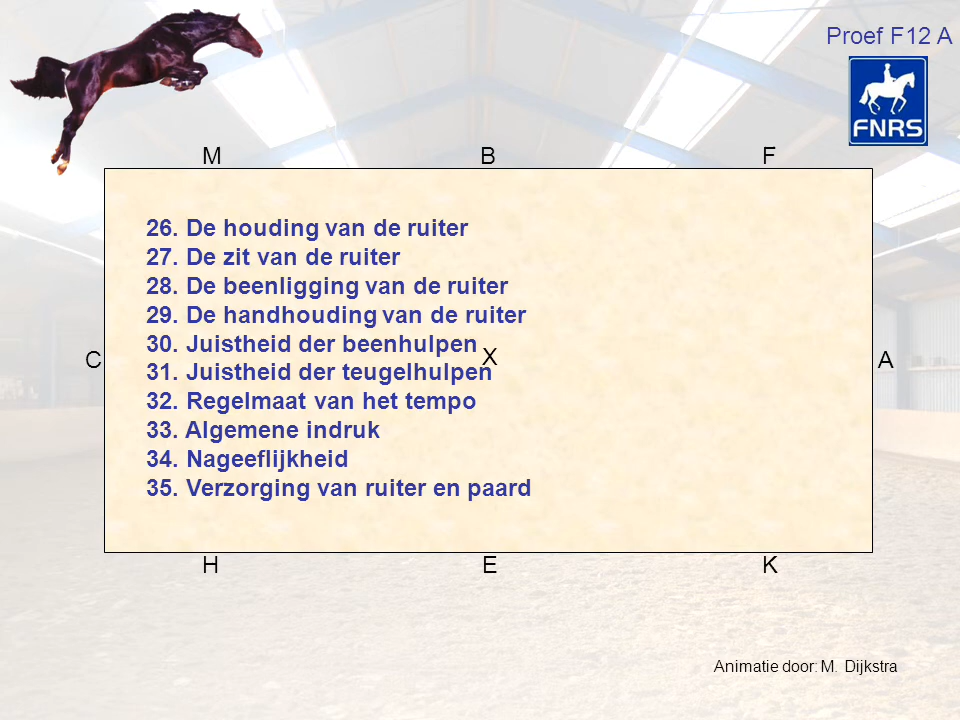 Proef F12 A
FNRS
M B F
26. De houding van de ruiter
27. De zit van de ruiter
28. De beenligging van de ruiter
29. De handhouding van de ruiter
30. Juistheid der beenhulpen
C X A
31. Juistheid der teugelhulpen
32. Regelmaat van het tempo
33. Algemene indruk
34. Nageeflijkheid
35. Verzorging van ruiter en paard
H E K
Animatie door: M. Dijkstra